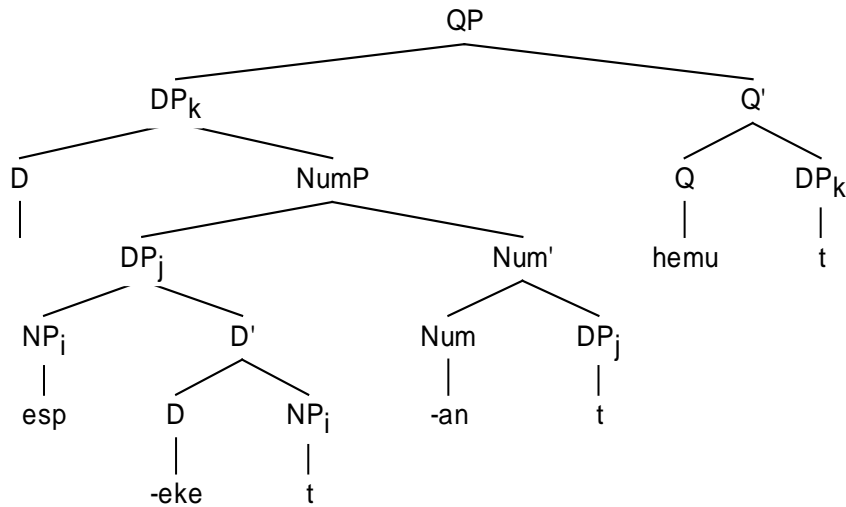 QP
DPk Q'
D NumP Q DPk
DPj Num' hemu t
NPi D' Num DPj
esp D NPi -an t
-eke t